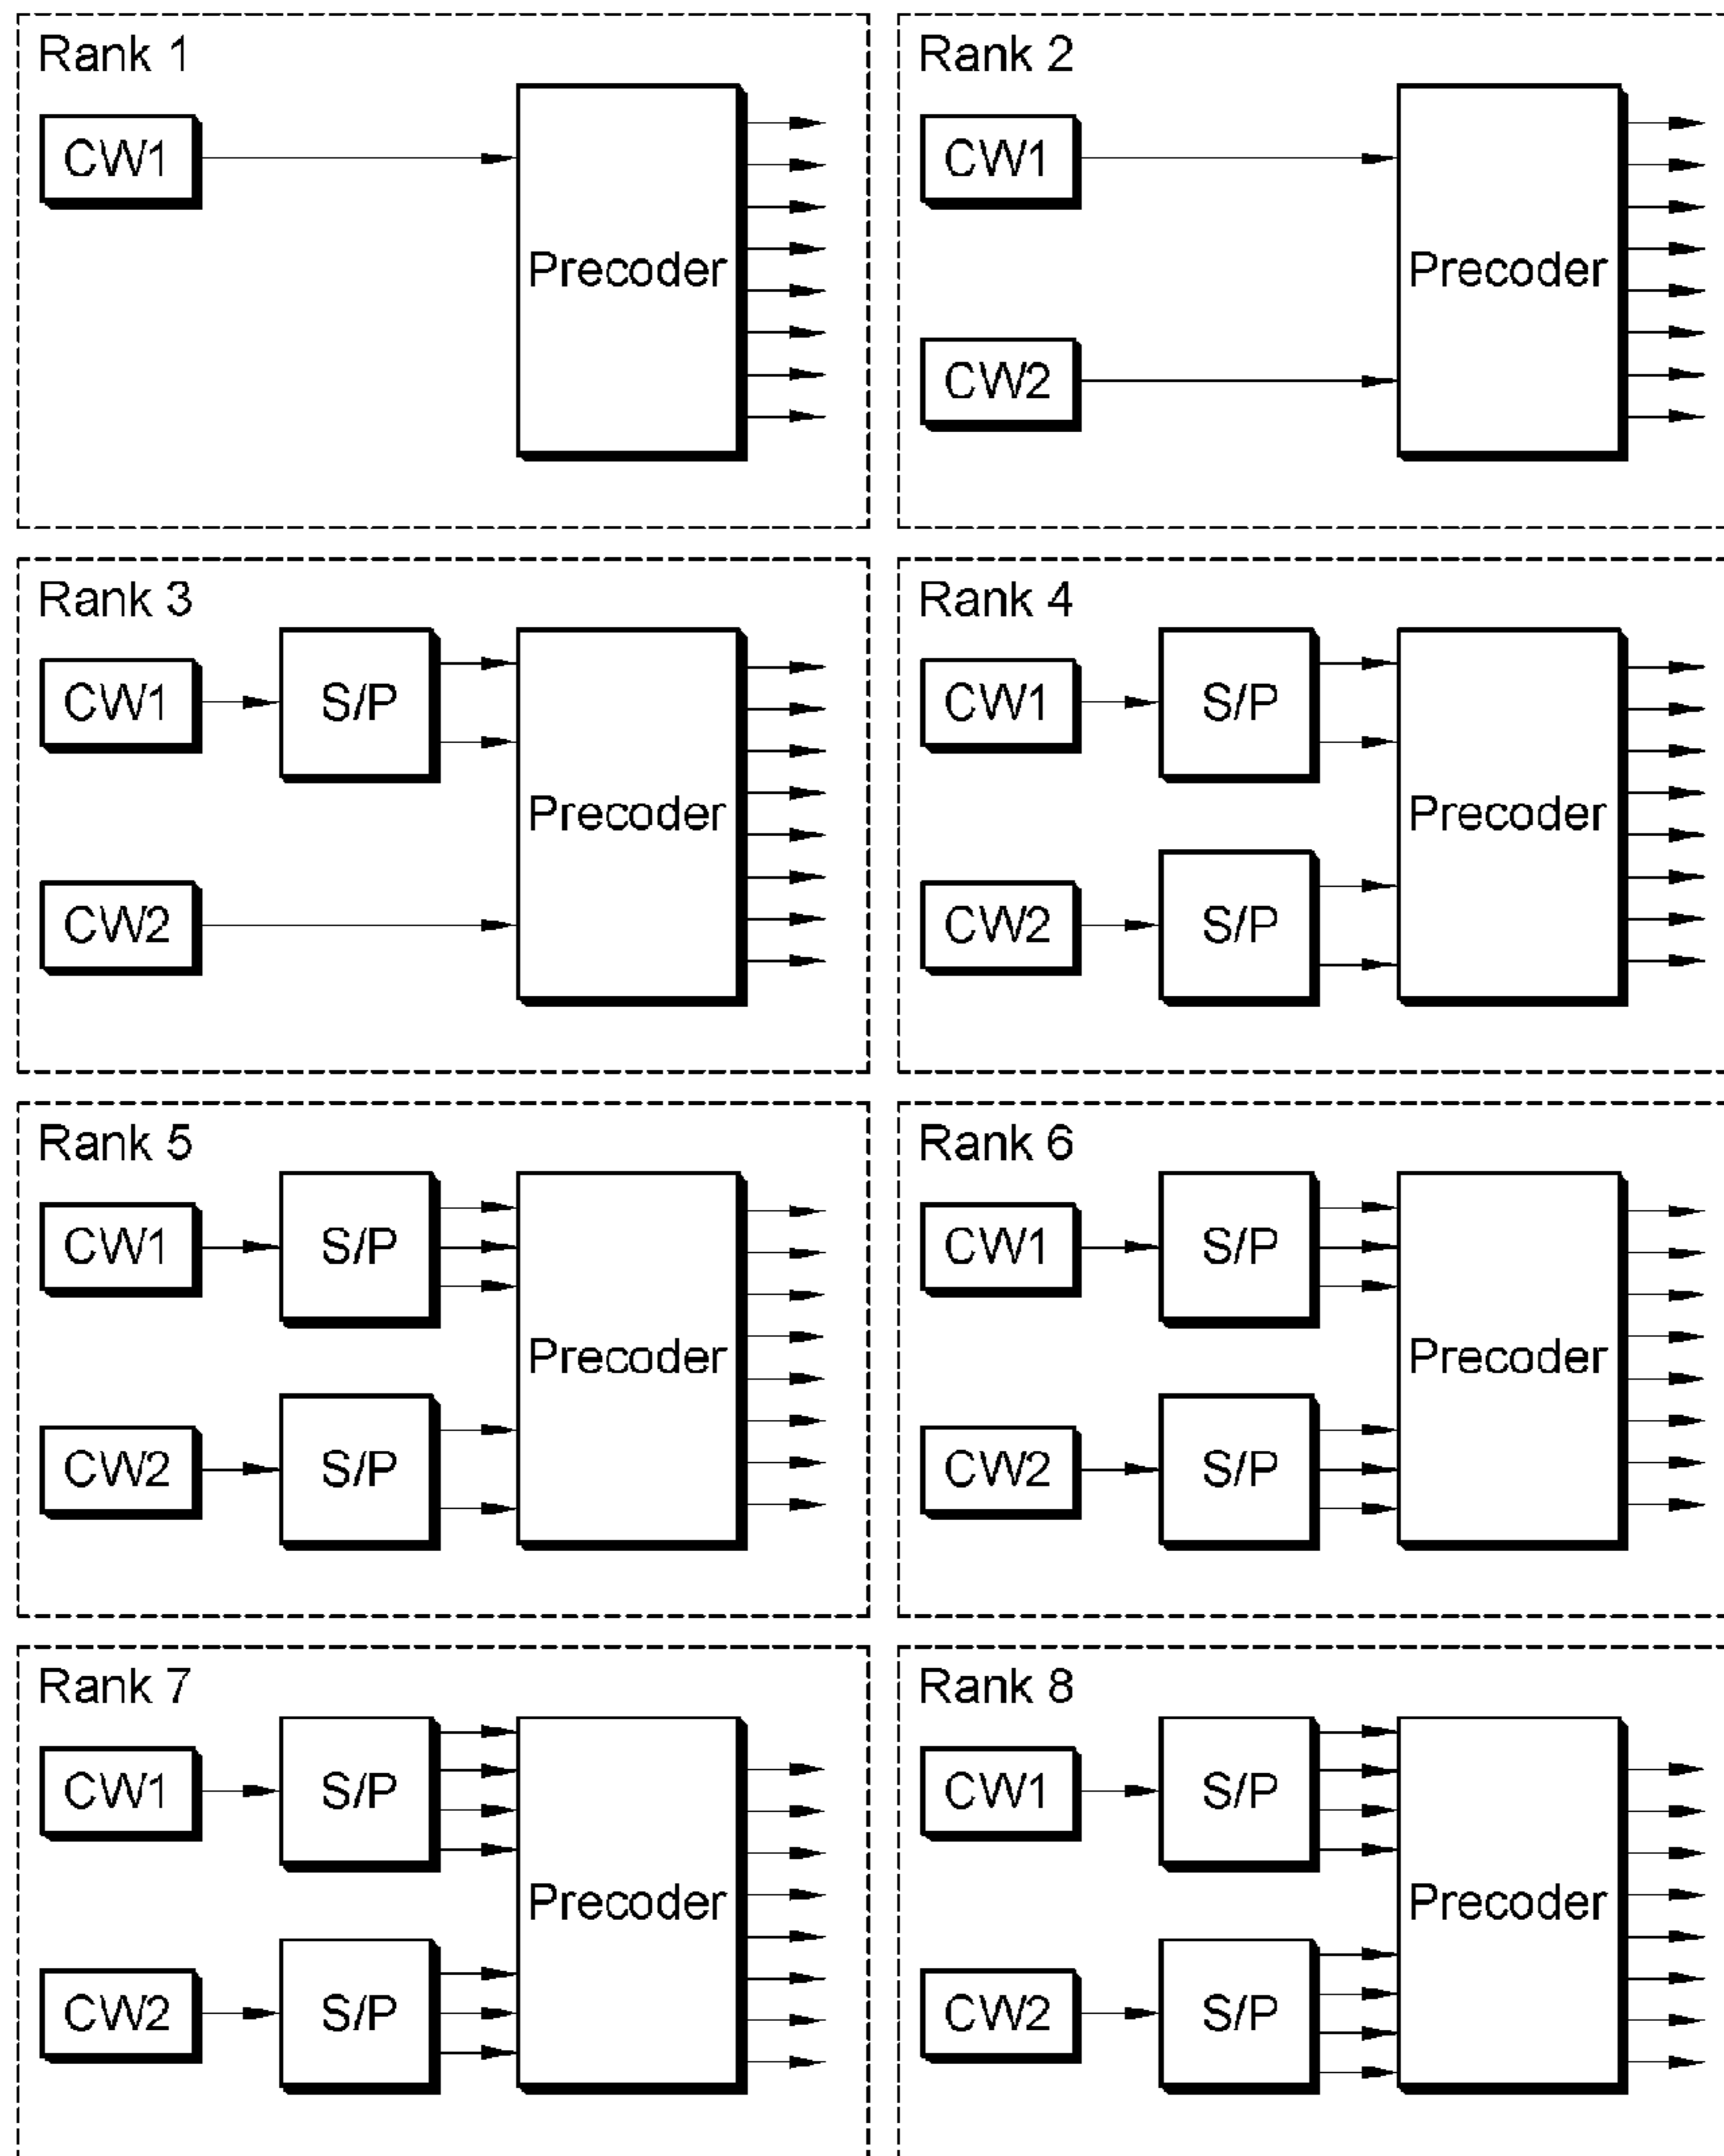 Rank 1
CW1
Precoder
Rank 2
CW1
Precoder
CW2
Rank 3
CW1
S/P
Precoder
CW2
Rank 4
CW1
S/P
Precoder
CW2
S/P
Rank 5
CW1
S/P
Precoder
CW2
S/P
Rank 6
CW1
S/P
Precoder
CW2
S/P
Rank 7
CW1
S/P
Precoder
CW2
S/P
Rank 8
CW1
S/P
Precoder
CW2
S/P